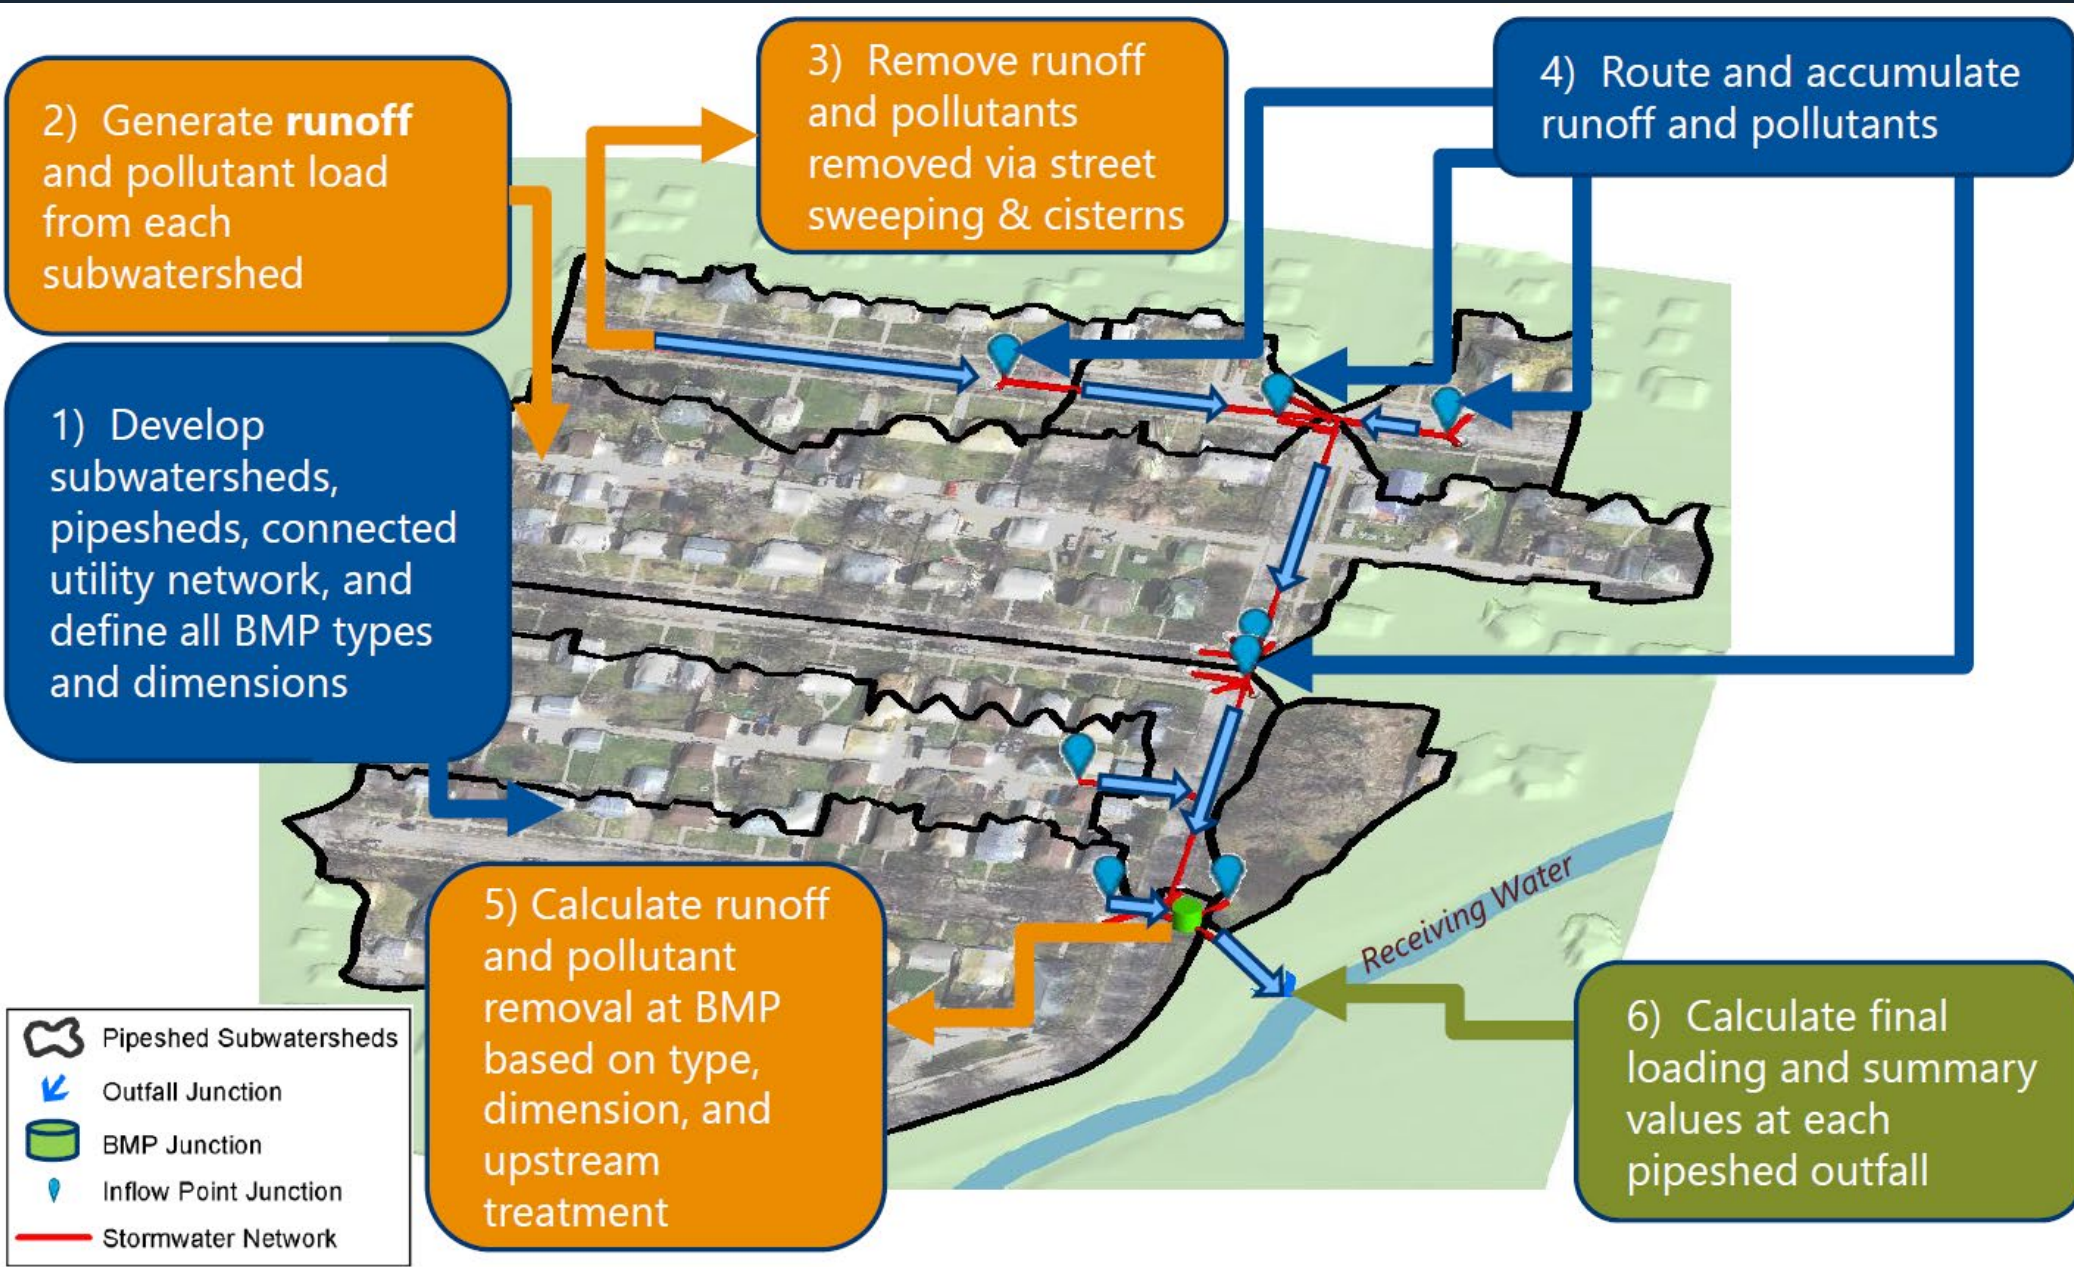 2)  Generate runoff
and pollutant load
from each
subwatershed
3)  Remove runoff
and pollutants
removed via street
sweeping & cisterns
4)  Route and accumulate
runoff and pollutants
1)  Develop
subwatersheds,
pipesheds, connected
utility network, and
define all BMP types
and dimensions
5) Calculate runoff
and pollutant
removal at BMP
based on type,
dimension, and
upstream
treatment
Receiving Water
6)  Calculate final
loading and summary
values at each
pipeshed outfall
Pipeshed Subwatersheds
Outfall Junction
BMP Junction
Inflow Point Junction
Stormwater Network